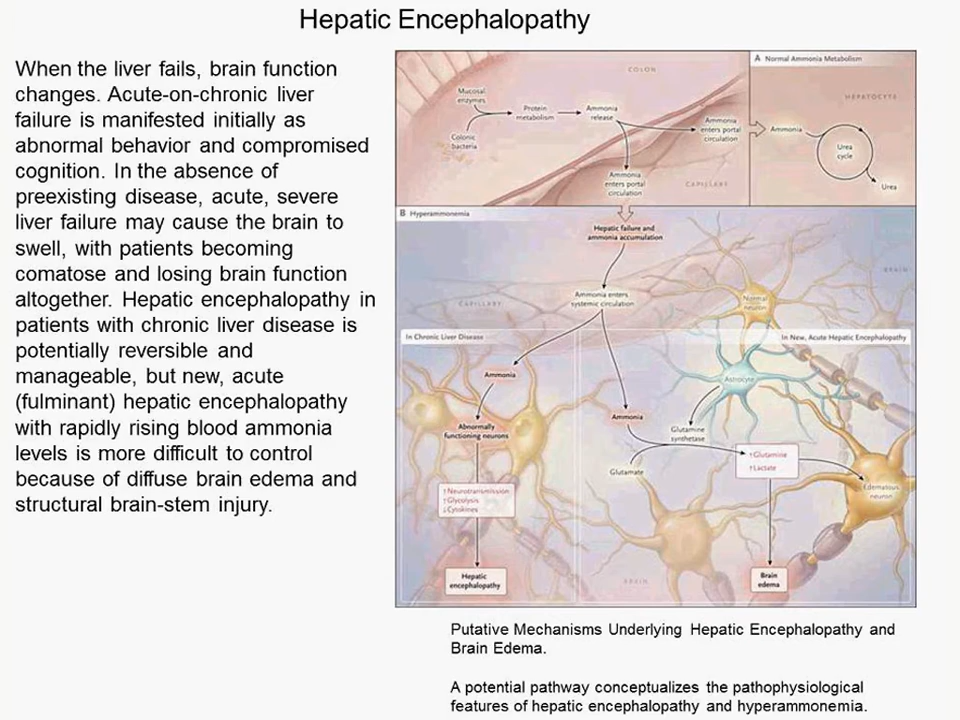 Hepatic Encephalopathy
When the liver fails, brain function
changes. Acute-on-chronic liver
failure is manifested initially as
abnormal behavior and compromised
cognition. In the absence of
preexisting disease, acute, severe
liver failure may cause the brain to
swell, with patients becoming
comatose and losing brain function
altogether. Hepatic encephalopathy in
patients with chronic liver disease is
potentially reversible and
manageable, but new, acute
(fulminant) hepatic encephalopathy
with rapidly rising blood ammonia
levels is more difficult to control
because of diffuse brain edema and
structural brain-stem injury.
COLON
Mucosal
enzymes
Colonic
bacteria
Protein
metabolism
Ammonia
release
Ammonia
enters portal
circulation
Ammonia
enters portal
circulation
CAPILLARY
A Normal Ammonia Metabolism
HEPATOCYTE
Ammonia
Urea
cycle
Urea
B Hyperammonemia
Hepatic failure and
ammonia accumulation
BRAIN
CAPILLARY
Ammonia enters
systemic circulation
Normal
neuron
In Chronic Liver Disease
Ammonia
Abnormally
functioning neurons
↑Neurotransmission
↑Glycolysis
↓Cytokines
Hepatic
encephalopathy
In New, Acute Hepatic Encephalopathy
Astrocyte
Ammonia
Glutamine
synthetase
Glutamate
↑Glutamine
↑Lactate
Edematous
neuron
BRAIN
Brain
edema
Putative Mechanisms Underlying Hepatic Encephalopathy and
Brain Edema.
A potential pathway conceptualizes the pathophysiological
features of hepatic encephalopathy and hyperammonemia.